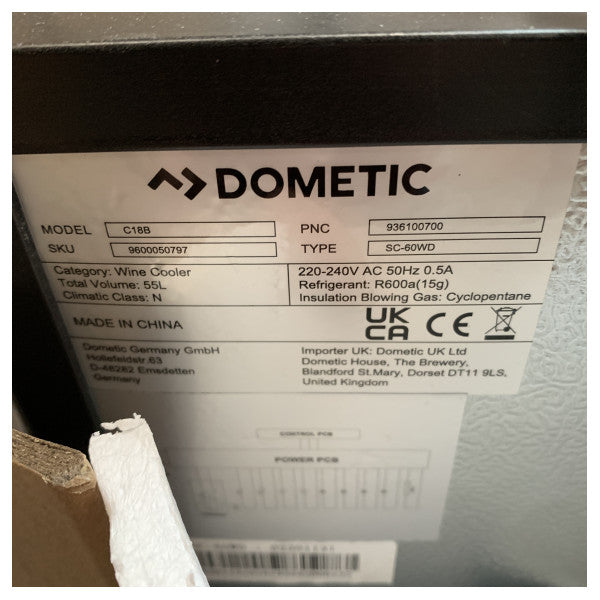 DOMETIC
MODEL C18B PNC 936100700
SKU 9600050797 TYPE SC-60WD
Category: Wine Cooler
Total Volume: 55L
Climatic Class: N
220-240V AC 50Hz 0.5A
Refrigerant: R600a(15g)
Insulation Blowing Gas: Cyclopentane
MADE IN CHINA
UK
CA
CE
Dometic Germany GmbH
Hollefeldstr.63
D-48282 Emsdetten
Germany
Importer UK: Dometic UK Ltd
Dometic House, The Brewery,
Blandford St.Mary, Dorset DT11 9LS,
United Kingdom
CONTROL PCB
POWER PCB